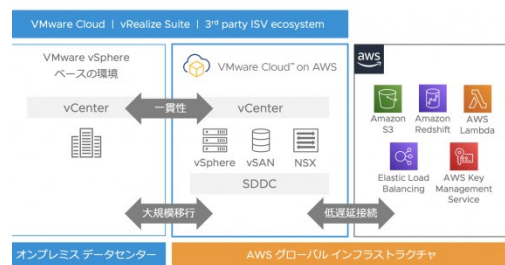 VMware Cloud | vRealize Suite | 3rd party ISV ecosystem
VMware vSphere
ベースの環境
vCenter
一貫性
大規模移行
オンプレミス データセンター
VMware Cloud™ on AWS
vCenter
vSphere
vSAN
NSX
SDDC
低遅延接続
aws
Amazon
S3
Amazon
Redshift
AWS
Lambda
Elastic Load
Balancing
AWS Key
Management
Service
AWS グローバル インフラストラクチャ